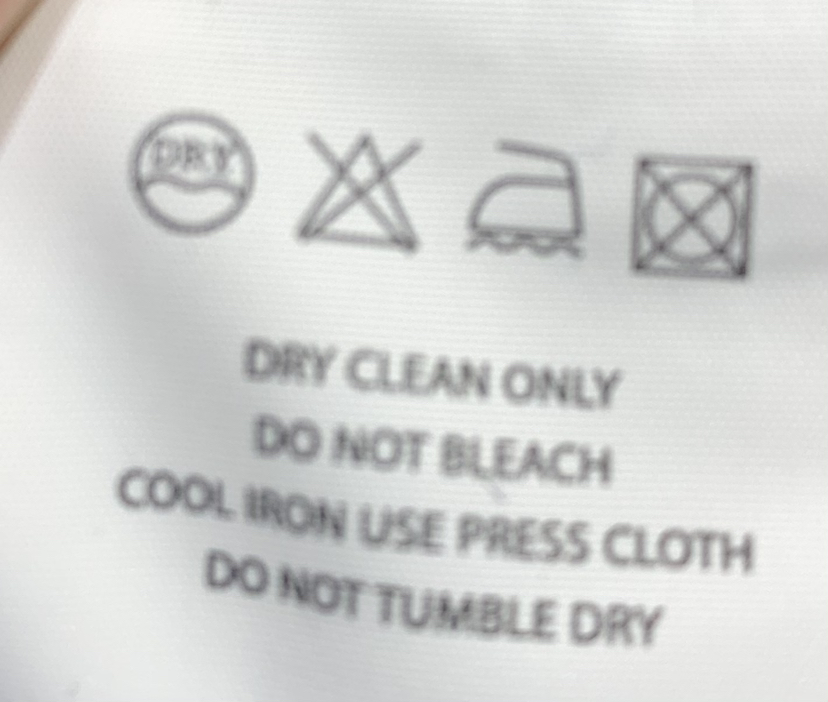 DRY
DRY CLEAN ONLY
DO NOT BLEACH
COOL IRON USE PRESS CLOTH
DO NOT TUMBLE DRY